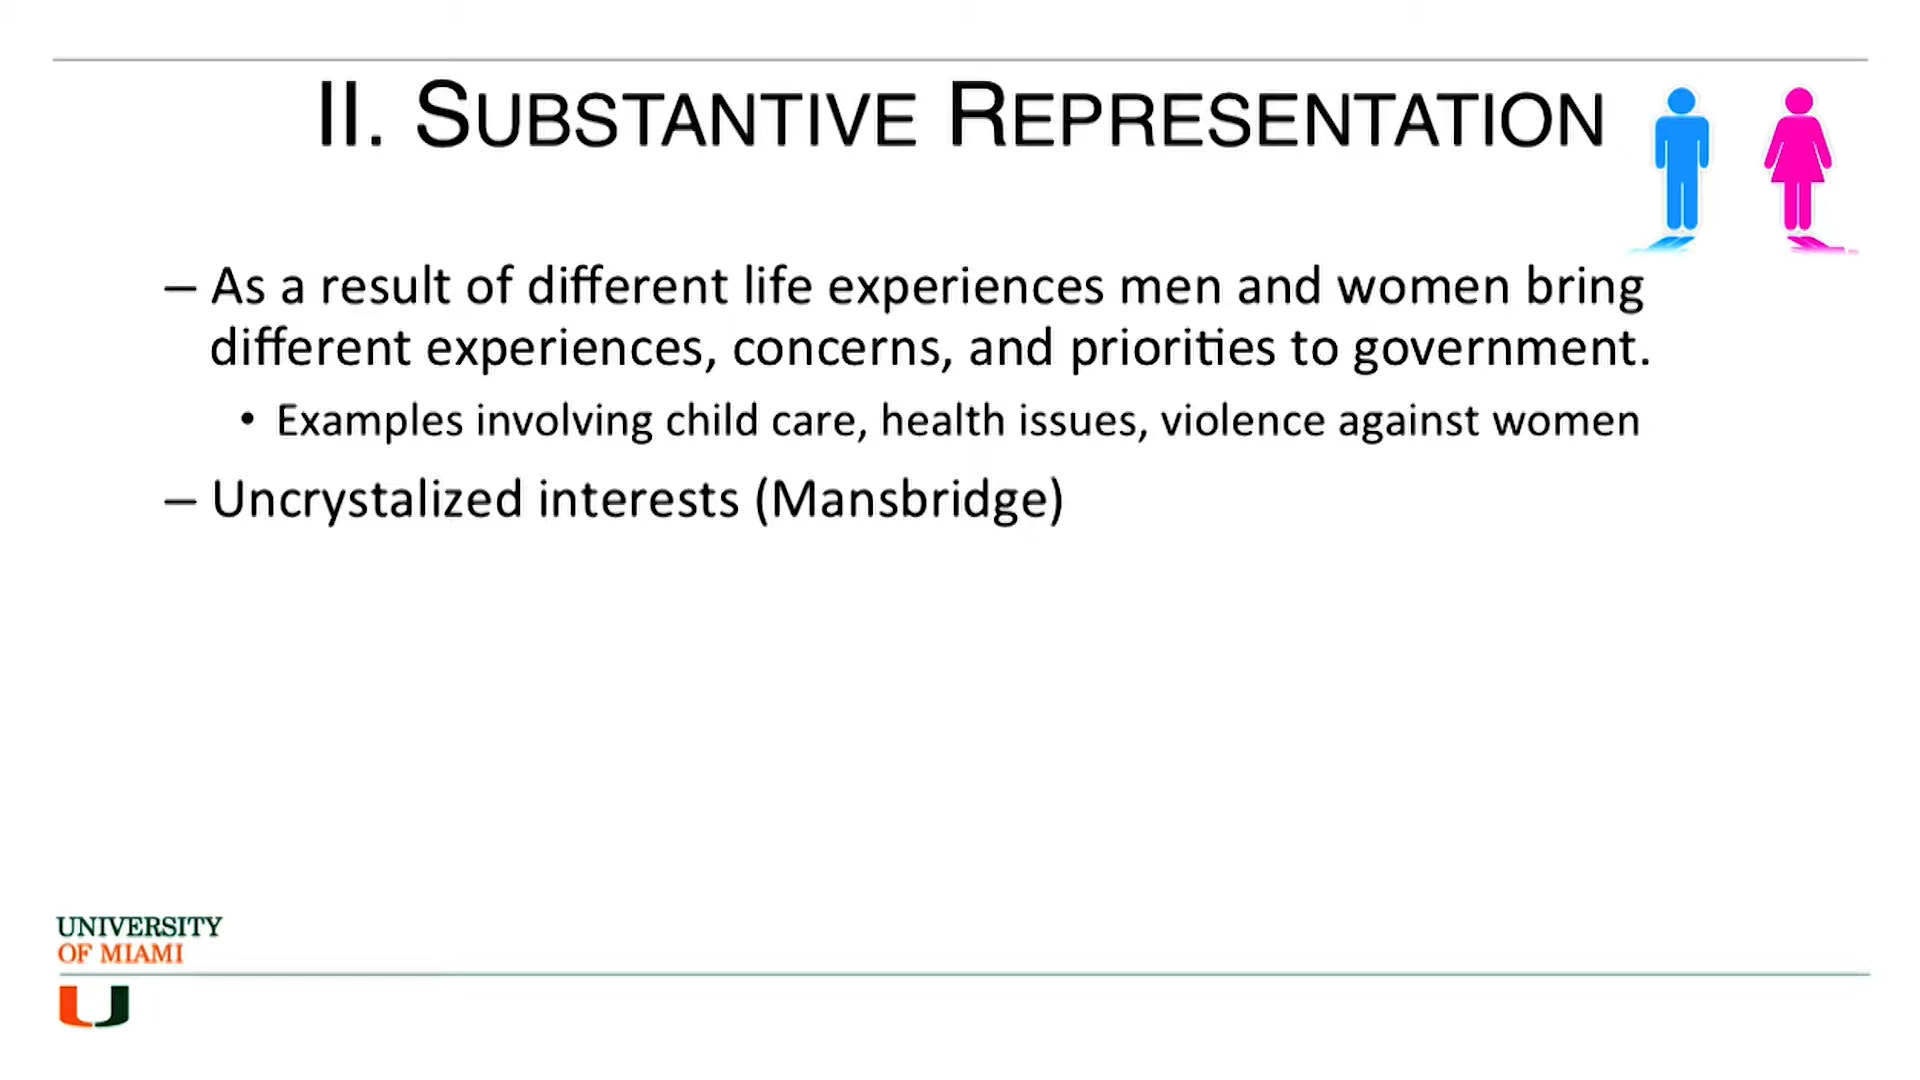 II. SUBSTANTIVE REPRESENTATION
– As a result of different life experiences men and women bring
different experiences, concerns, and priorities to government.
• Examples involving child care, health issues, violence against women
– Uncrystalized interests (Mansbridge)
UNIVERSITY
OF MIAMI
U